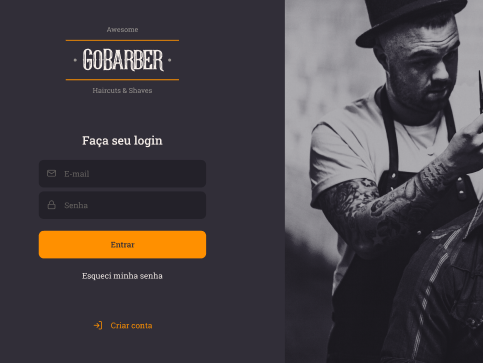 Awesome
GOBARBER
Haircuts & Shaves
Faça seu login
E-mail
Senha
Entrar
Esqueci minha senha
Criar conta